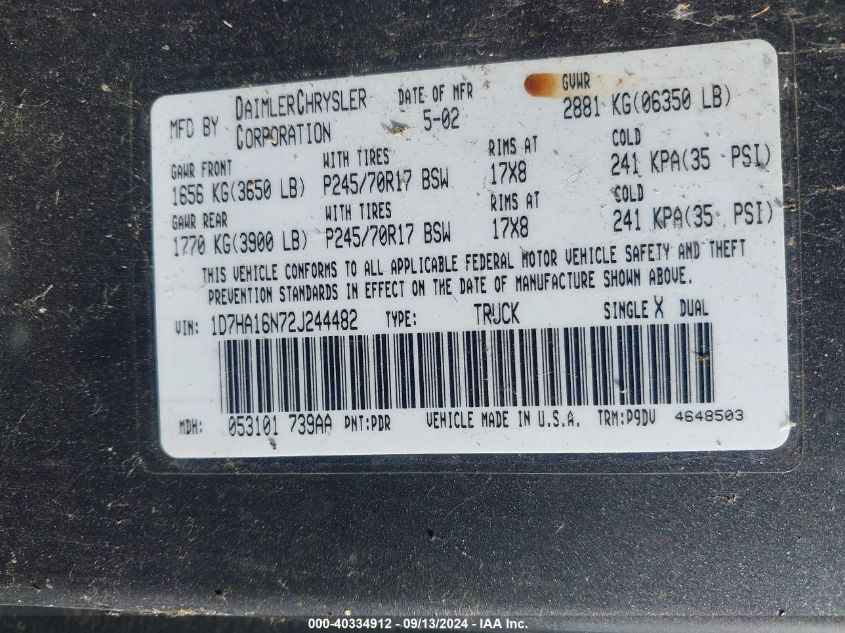 MFD BY DAIMLERCHRYSLER CORPORATION DATE OF MFR 5-02 GVWR 2881 KG(06350 LB)
GAWR FRONT WITH TIRES RIMS AT COLD
1656 KG(3650 LB) P245/70R17 BSW 17X8 241 KPA(35 PSI)
GAWR REAR WITH TIRES RIMS AT COLD
1770 KG(3900 LB) P245/70R17 BSW 17X8 241 KPA(35 PSI)
THIS VEHICLE CONFORMS TO ALL APPLICABLE FEDERAL MOTOR VEHICLE SAFETY AND THEFT
PREVENTION STANDARDS IN EFFECT ON THE DATE OF MANUFACTURE SHOWN ABOVE.
VIN: 1D7HA16N72J244482 TYPE: TRUCK SINGLE X DUAL
MDH: 053101 739AA PNT:PDR VEHICLE MADE IN U.S.A. TRM:P9DV 4648503
000-40334912 - 09/13/2024 - IAA Inc.